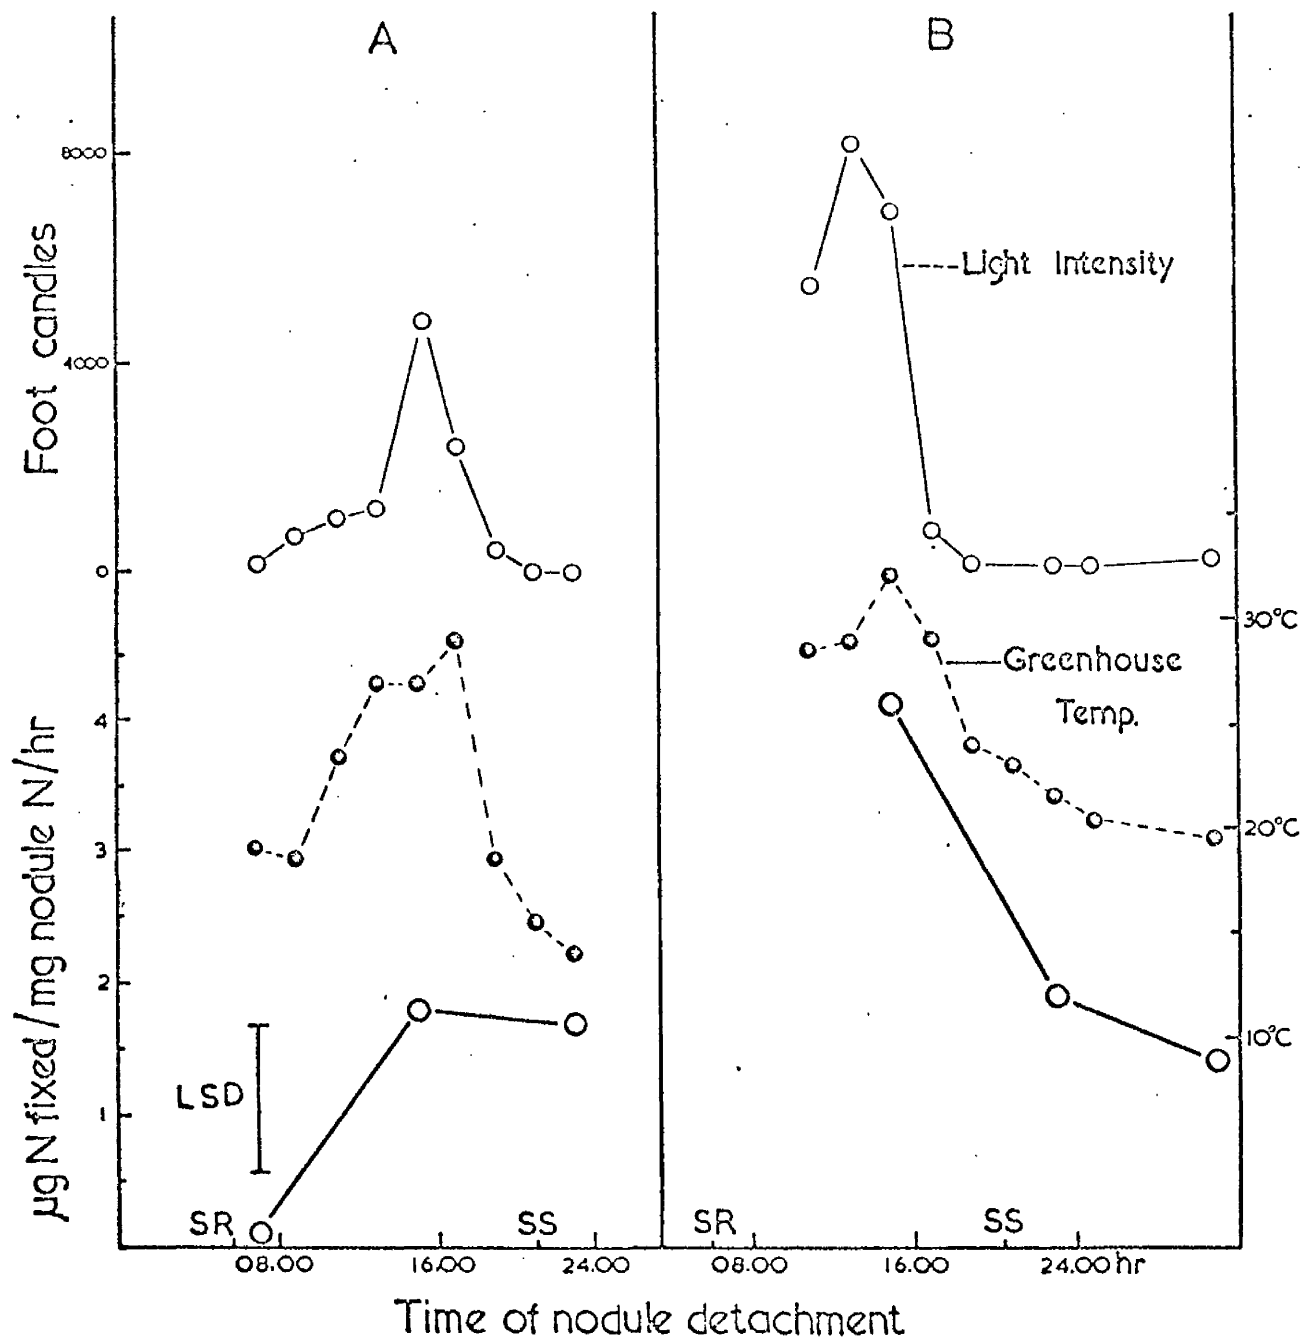 A
B
8000
4000
0
Foot candles
Light Intensity
30°C
Greenhouse
Temp.
20°C
10°C
4
3
2
1
µg N fixed / mg nodule N/hr
LSD
SR
SS
SR
SS
08.00
16.00
24.00
08.00
16.00
24.00 hr
Time of nodule detachment